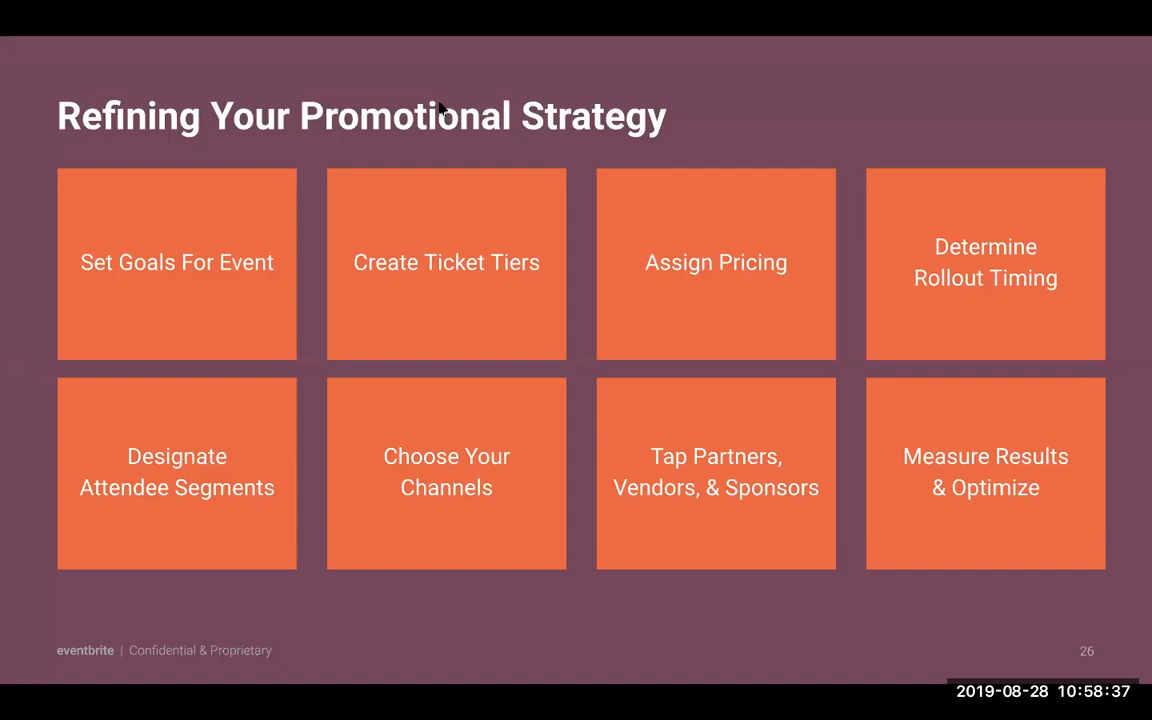 Refining Your Promotional Strategy
Set Goals For Event
Create Ticket Tiers
Assign Pricing
Determine
Rollout Timing
Designate
Attendee Segments
Choose Your
Channels
Tap Partners,
Vendors, & Sponsors
Measure Results
& Optimize
eventbrite | Confidential & Proprietary
26
2019-08-28 10:58:37